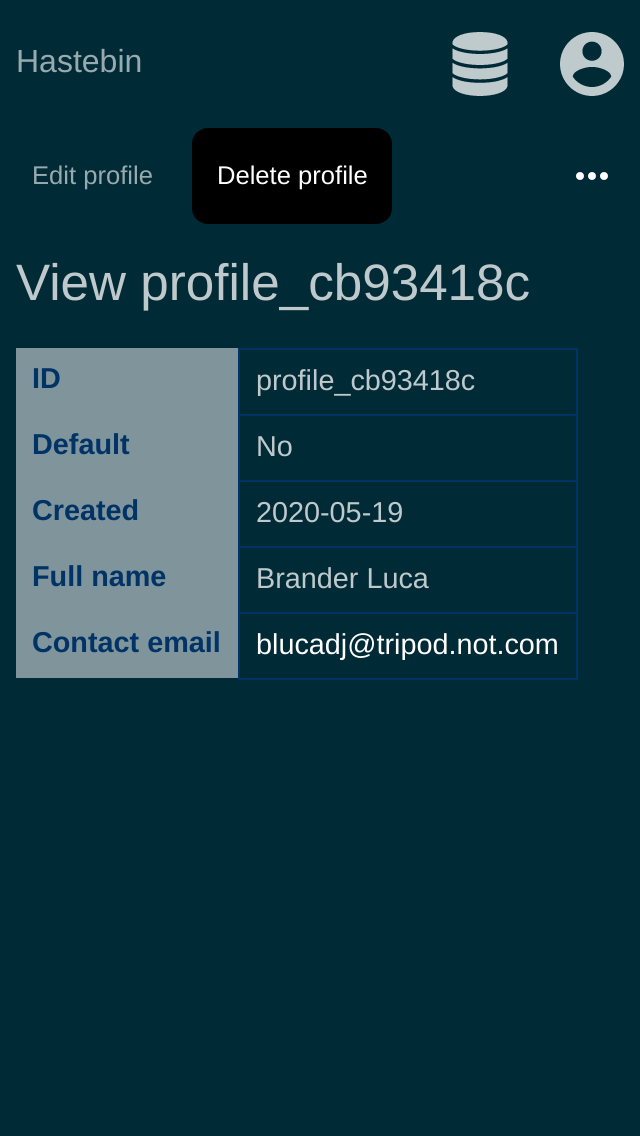 Hastebin
Edit profile Delete profile
View profile_cb93418c
ID profile_cb93418c
Default No
Created 2020-05-19
Full name Brander Luca
Contact email blucadj@tripod.not.com